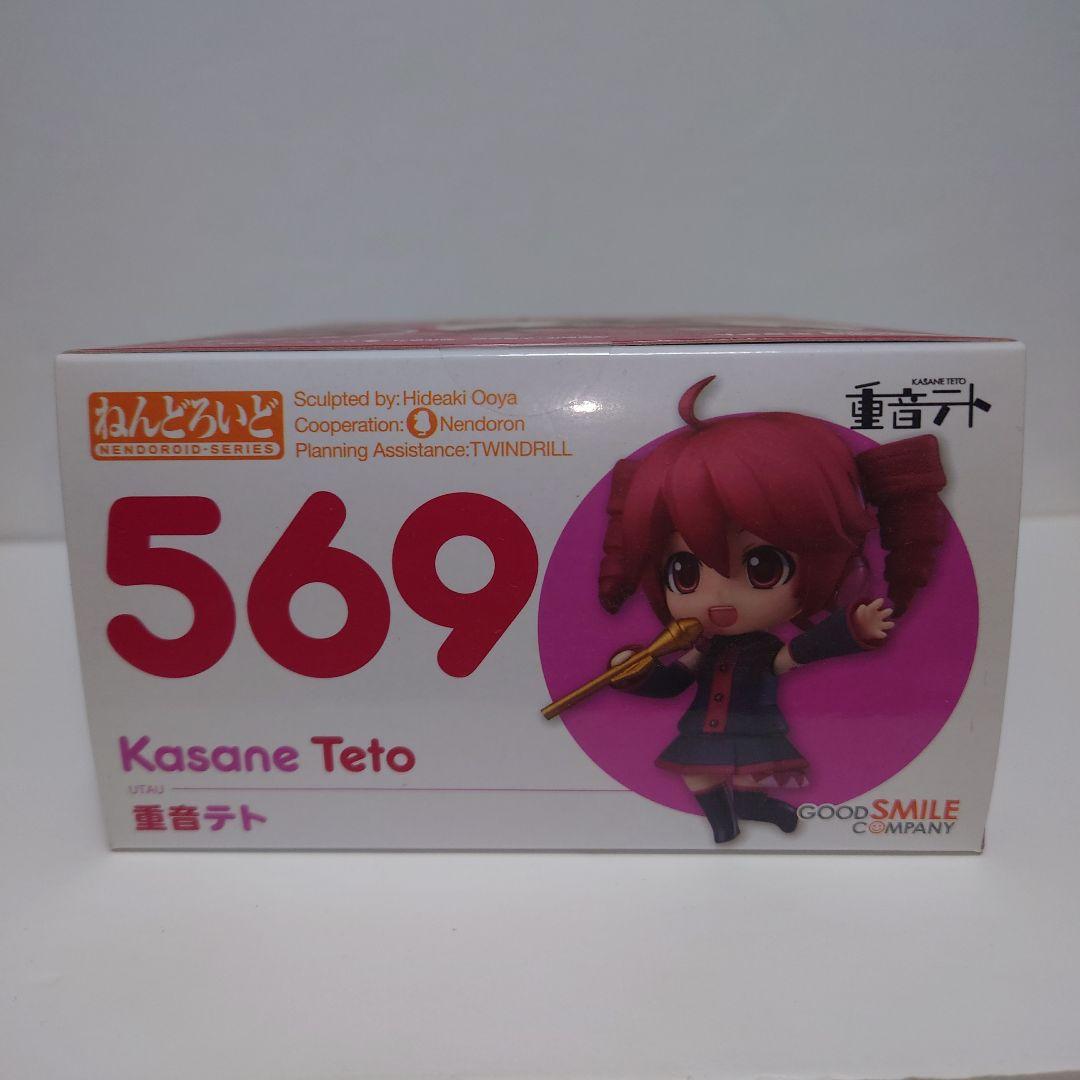 ねんどろいど
NENDOROID-SERIES
Sculpted by: Hideaki Ooya
Cooperation: Nendoron
Planning Assistance:TWINDRILL
KASANE TETO
重音テト
569
Kasane Teto
UTAU
重音テト
GOOD SMILE
COMPANY